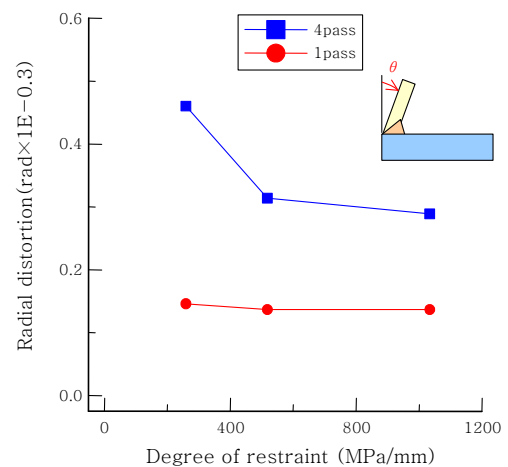 4pass
1pass
θ
Radial distortion(rad×1E−0.3)
0.6
0.4
0.2
0.0
0
400
800
1200
Degree of restraint (MPa/mm)